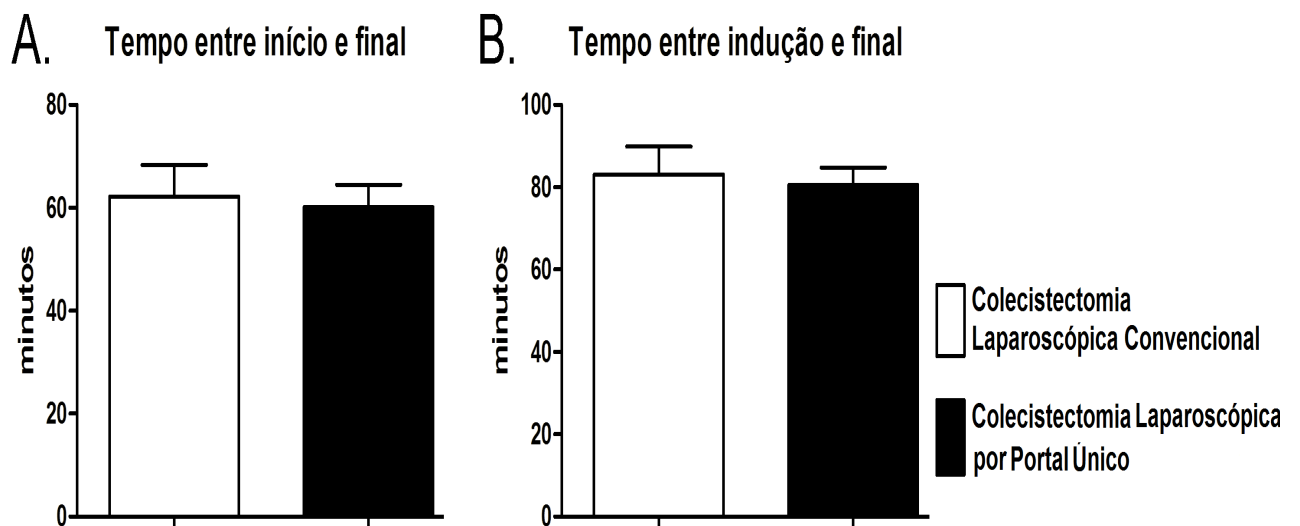 A. Tempo entre início e final
80
60
40
20
0
minutos
B. Tempo entre indução e final
100
80
60
40
20
0
minutos
Colecistectomia
Laparoscópica Convencional
Colecistectomia Laparoscópica
por Portal Único